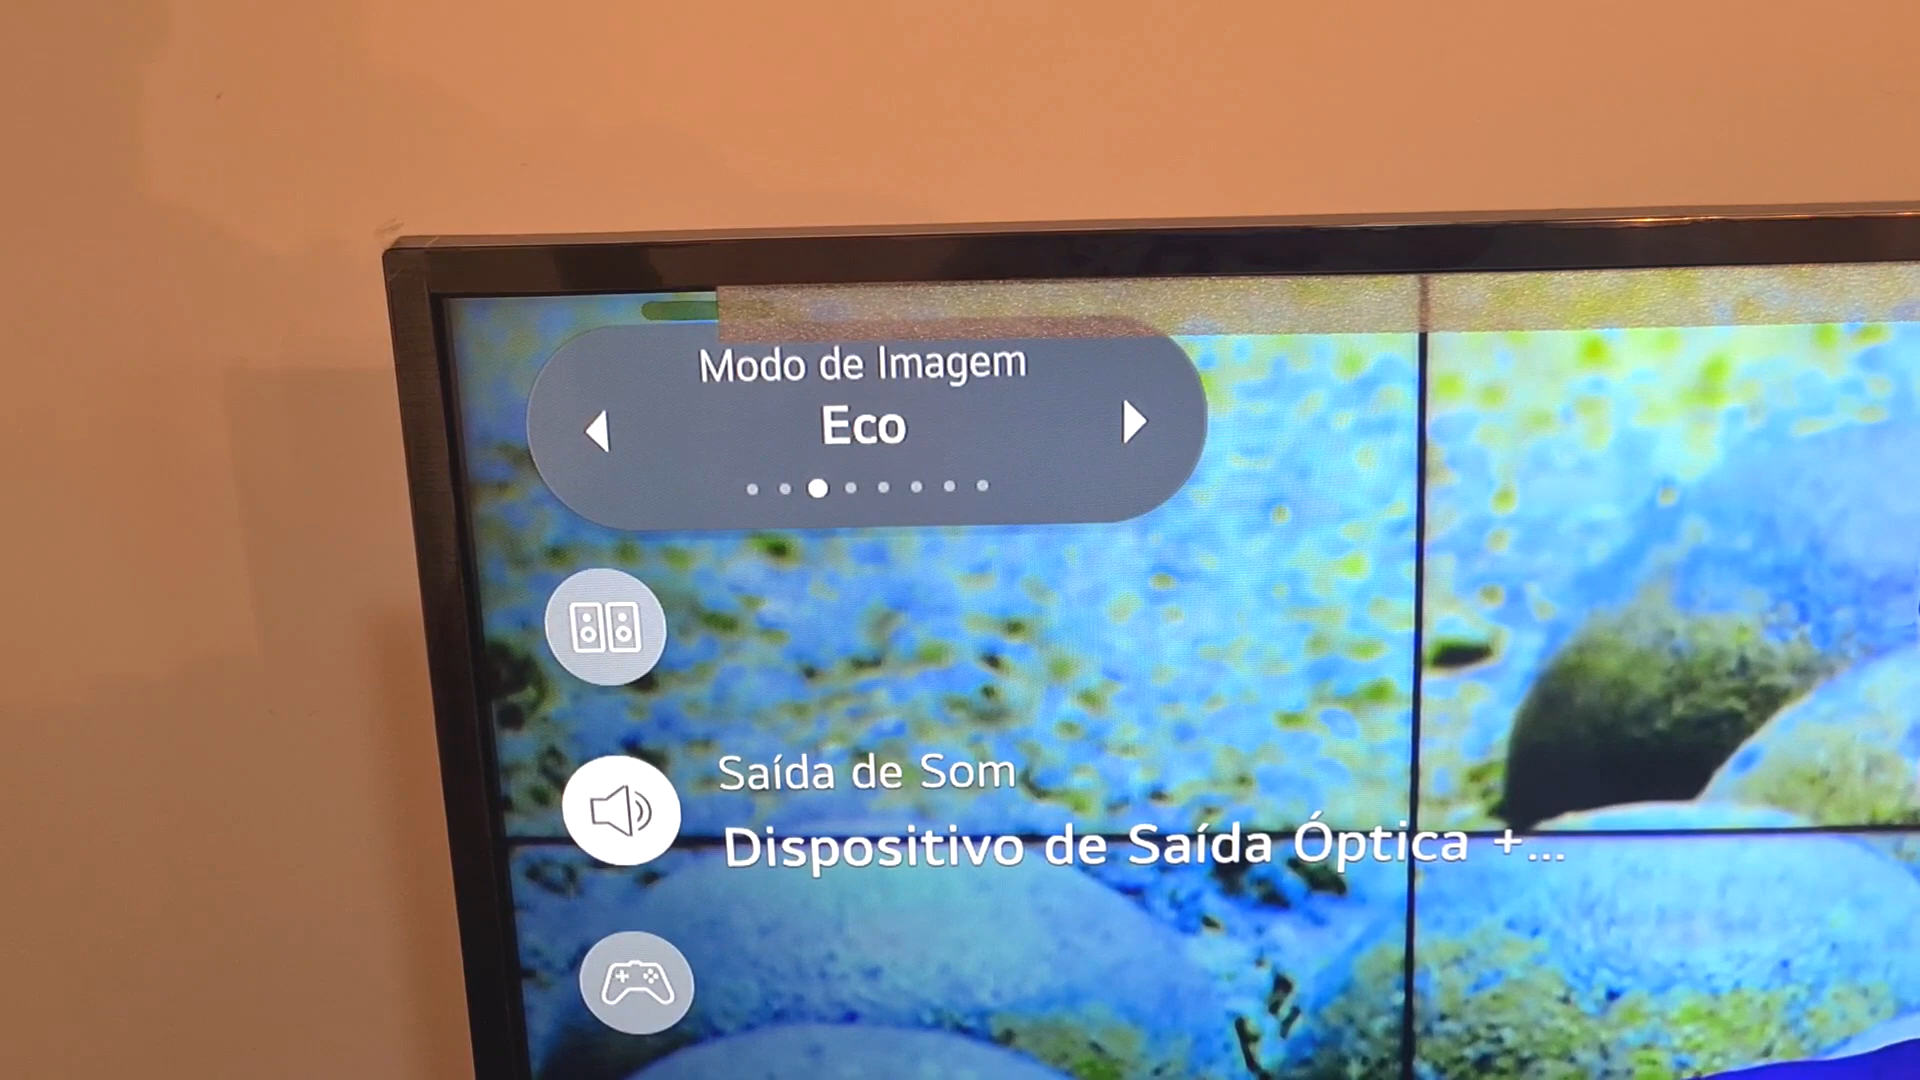 Modo de Imagem
Eco
Saída de Som
Dispositivo de Saída Óptica +...